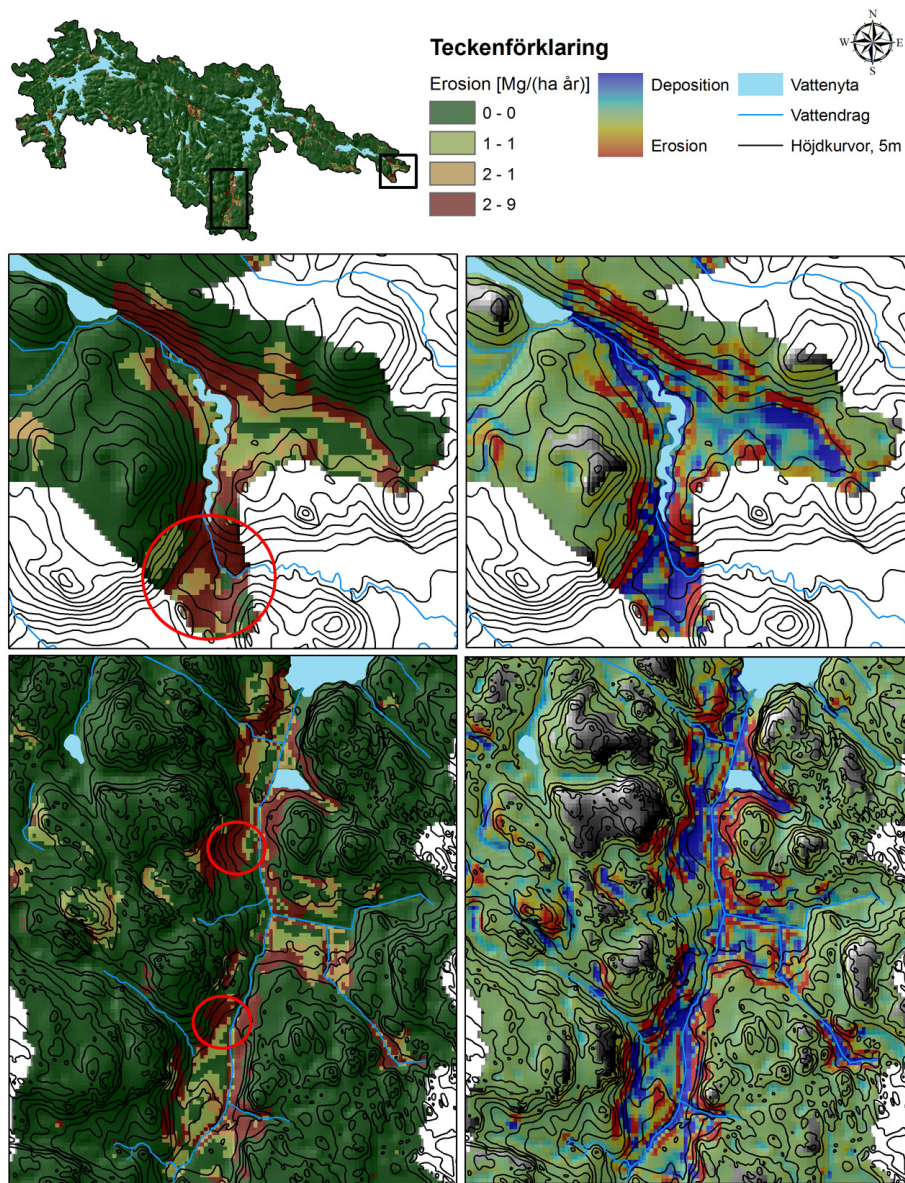 Teckenförklaring
N
W E
S
Erosion [Mg/(ha år)]
0 - 0
1 - 1
2 - 1
2 - 9
Deposition
Erosion
Vattenyta
Vattendrag
Höjdkurvor, 5m